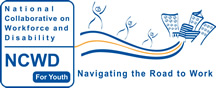 National
Collaborative on
Workforce and
Disability
NCWD
For Youth
Navigating the Road to Work